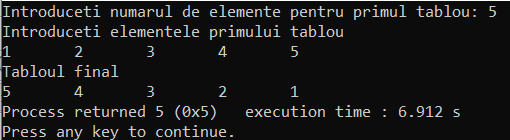 Introduceti numarul de elemente pentru primul tablou: 5
Introduceti elementele primului tablou
1 2 3 4 5
Tabloul final
5 4 3 2 1
Process returned 5 (0x5) execution time : 6.912 s
Press any key to continue.